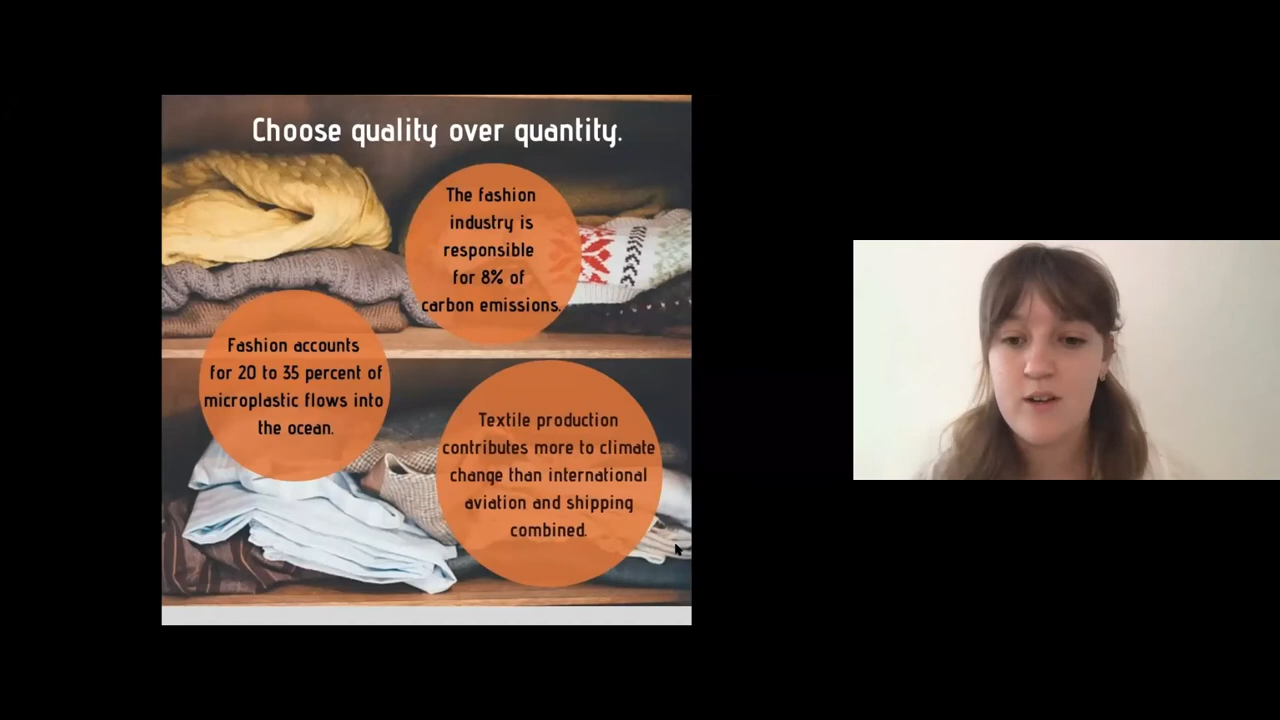 Choose quality over quantity.
The fashion
industry is
responsible
for 8% of
carbon emissions.
Fashion accounts
for 20 to 35 percent of
microplastic flows into
the ocean.
Textile production
contributes more to climate
change than international
aviation and shipping
combined.